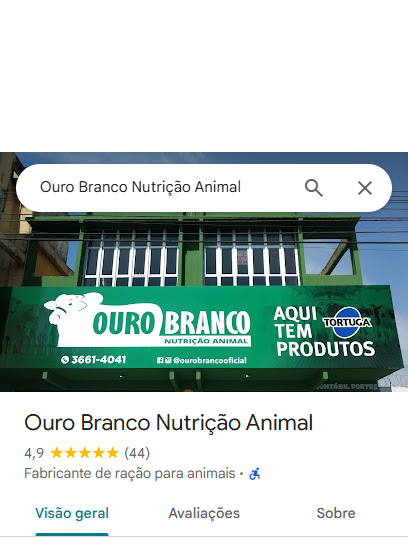 Ouro Branco Nutrição Animal
OURO BRANCO
NUTRIÇÃO ANIMAL
3661-4041
@ourobrancooficial
AQUI
TEM
TORTUGA
PRODUTOS
CONTÁBIL FORTES
Ouro Branco Nutrição Animal
4,9 (44)
Fabricante de ração para animais ·
Visão geral
Avaliações
Sobre